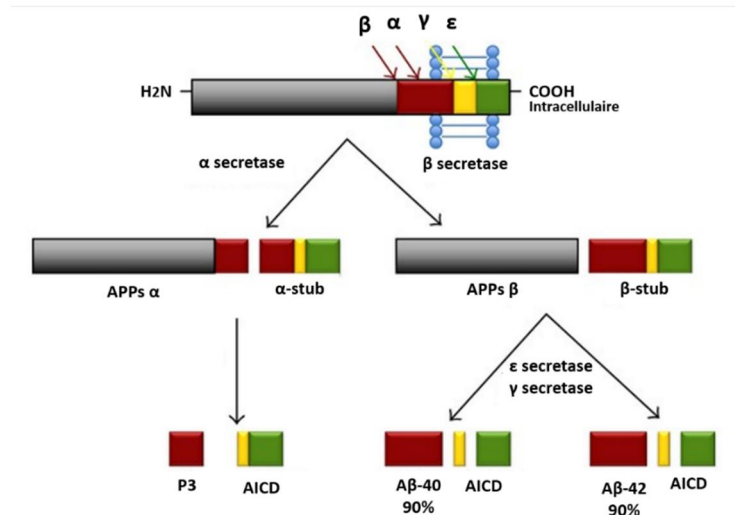 β α γ ε
H2N
COOH
Intracellulaire
α secretase
β secretase
APPs α
α-stub
APPs β
β-stub
ε secretase
γ secretase
P3
AICD
Aβ-40
90%
AICD
Aβ-42
90%
AICD